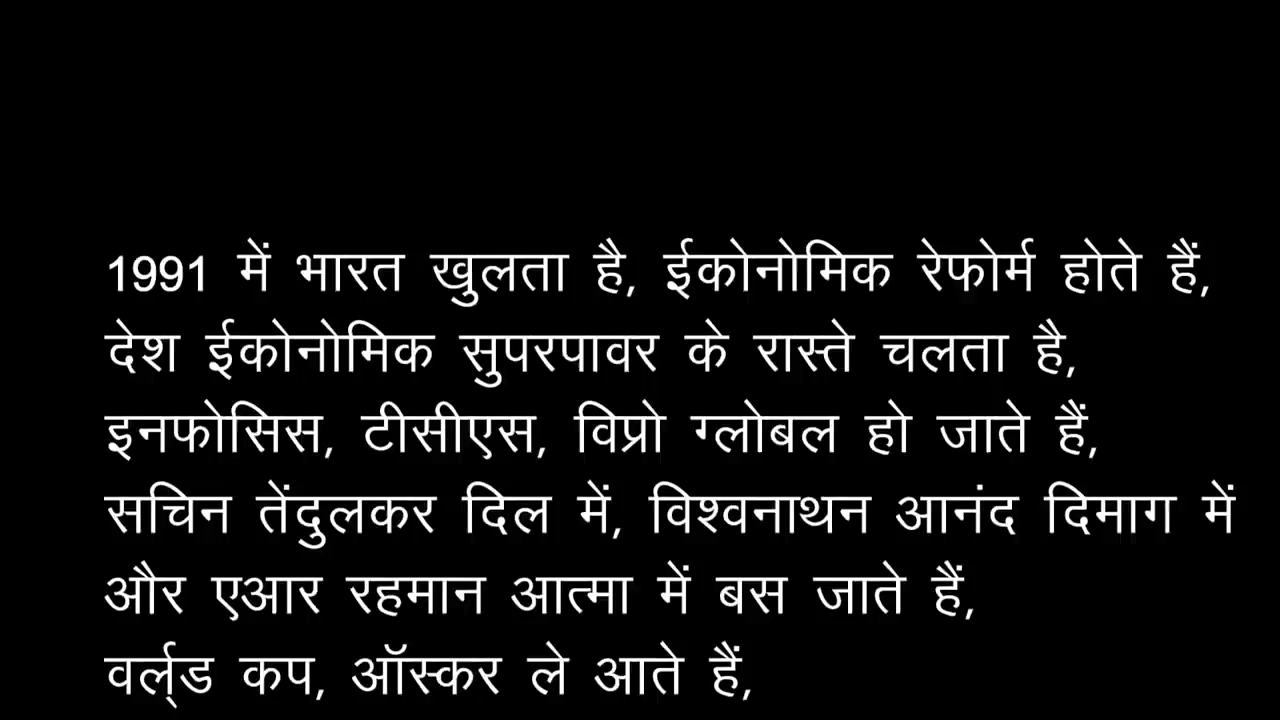 1991 में भारत खुलता है, ईकोनोमिक रेफोर्म होते हैं,
देश ईकोनोमिक सुपरपावर के रास्ते चलता है,
इनफोसिस, टीसीएस, विप्रो ग्लोबल हो जाते हैं,
सचिन तेंदुलकर दिल में, विश्वनाथन आनंद दिमाग में
और एआर रहमान आत्मा में बस जाते हैं,
वर्ल्ड कप, ऑस्कर ले आते हैं,